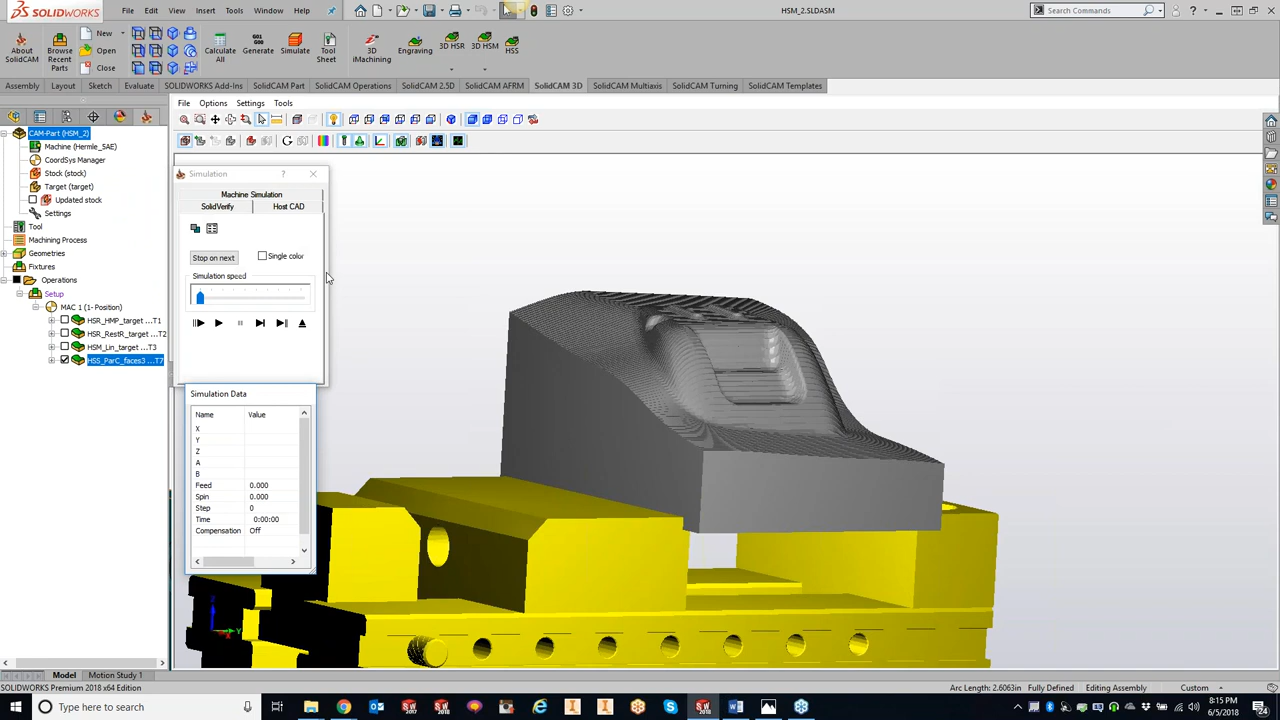 SOLIDWORKS
File Edit View Insert Tools Window Help
HSM_2.SLDASM
Search Commands
About
SolidCAM
Browse
Recent
Parts
New
Open
Close
Calculate
All
G01
G00
Generate
Simulate
Tool
Sheet
3D
iMachining
Engraving
3D HSR
3D HSM
HSS
Assembly Layout Sketch Evaluate SOLIDWORKS Add-Ins SolidCAM Part SolidCAM Operations SolidCAM 2.5D SolidCAM AFRM SolidCAM 3D SolidCAM Multiaxis SolidCAM Turning SolidCAM Templates
File Options Settings Tools
CAM-Part (HSM_2)
Machine (Hermle_5AE)
CoordSys Manager
Stock (stock)
Target (target)
Updated stock
Settings
Tool
Machining Process
Geometries
Fixtures
Operations
Setup
MAC 1 (1- Position)
HSR_HMP_target ...T1
HSR_RestR_target ...T2
HSM_Lin_target ...T3
HSS_ParC_faces3 ...T7
Simulation
?
Machine Simulation
SolidVerify
Host CAD
Stop on next
Single color
Simulation speed
Simulation Data
Name Value
X
Y
Z
A
B
Feed 0.000
Spin 0.000
Step 0
Time 0:00:00
Compensation Off
Z
Y
Model Motion Study 1
SOLIDWORKS Premium 2018 x64 Edition
Arc Length: 2.6063in Fully Defined Editing Assembly Custom
Type here to search
8:15 PM
6/5/2018